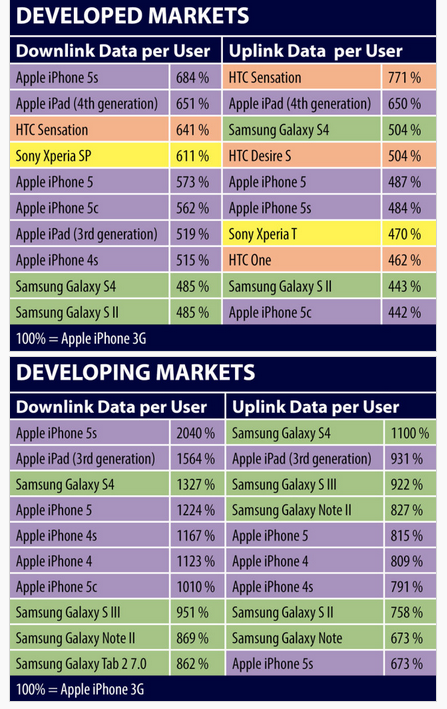 DEVELOPED MARKETS
Downlink Data per User Uplink Data per User
Apple iPhone 5s 684 % HTC Sensation 771 %
Apple iPad (4th generation) 651 % Apple iPad (4th generation) 650 %
HTC Sensation 641 % Samsung Galaxy S4 504 %
Sony Xperia SP 611 % HTC Desire S 504 %
Apple iPhone 5 573 % Apple iPhone 5 487 %
Apple iPhone 5c 562 % Apple iPhone 5s 484 %
Apple iPad (3rd generation) 519 % Sony Xperia T 470 %
Apple iPhone 4s 515 % HTC One 462 %
Samsung Galaxy S4 485 % Samsung Galaxy S II 443 %
Samsung Galaxy S II 485 % Apple iPhone 5c 442 %
100% = Apple iPhone 3G
DEVELOPING MARKETS
Downlink Data per User Uplink Data per User
Apple iPhone 5s 2040 % Samsung Galaxy S4 1100 %
Apple iPad (3rd generation) 1564 % Apple iPad (3rd generation) 931 %
Samsung Galaxy S4 1327 % Samsung Galaxy S III 922 %
Apple iPhone 5 1224 % Samsung Galaxy Note II 827 %
Apple iPhone 4s 1167 % Apple iPhone 5 815 %
Apple iPhone 4 1123 % Apple iPhone 4 809 %
Apple iPhone 5c 1010 % Apple iPhone 4s 791 %
Samsung Galaxy S III 951 % Samsung Galaxy S II 758 %
Samsung Galaxy Note II 869 % Samsung Galaxy Note 673 %
Samsung Galaxy Tab 2 7.0 862 % Apple iPhone 5s 673 %
100% = Apple iPhone 3G